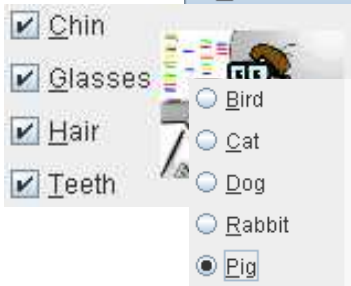 Chin
Glasses
Hair
Teeth
Bird
Cat
Dog
Rabbit
Pig